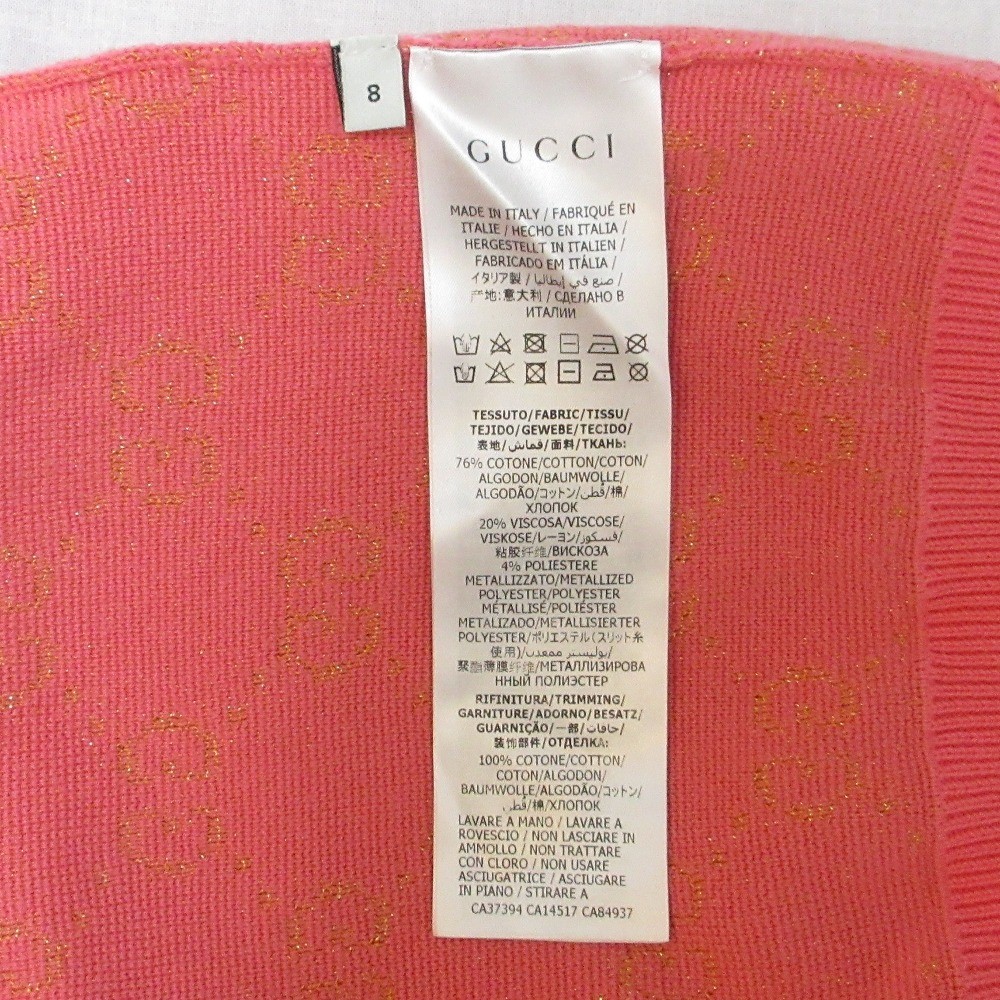 8
GUCCI
MADE IN ITALY / FABRIQUÉ EN
ITALIE / HECHO EN ITALIA /
HERGESTELLT IN ITALIEN /
FABRICADO EM ITÁLIA /
イタリア製 / صنع في إيطاليا /
产地:意大利 / СДЕЛАНО В
ИТАЛИИ
TESSUTO/FABRIC/TISSU/
TEJIDO/GEWEBE/TECIDO/
表地/قماش/面料/ТКАНЬ:
76% COTONE/COTTON/COTON/
ALGODON/BAUMWOLLE/
ALGODÃO/コットン/قطن/棉/
ХЛОПОК
20% VISCOSA/VISCOSE/
VISKOSE/レーヨン/فسكوز/
粘胶纤维/ВИСКОЗА
4% POLIESTERE
METALLIZZATO/METALLIZED
POLYESTER/POLYESTER
MÉTALLISÉ/POLIÉSTER
METALIZADO/METALLISIERTER
POLYESTER/ポリエステル(スリット糸
使用)/بوليستر ممعدن/
聚酯薄膜纤维/МЕТАЛЛИЗИРОВА
ННЫЙ ПОЛИЭСТЕР
RIFINITURA/TRIMMING/
GARNITURE/ADORNO/BESATZ/
GUARNIÇÃO/一部/حافات/
装饰部件/ОТДЕЛКА:
100% COTONE/COTTON/
COTON/ALGODON/
BAUMWOLLE/ALGODÃO/コットン/
قطن/棉/ХЛОПОК
LAVARE A MANO / LAVARE A
ROVESCIO / NON LASCIARE IN
AMMOLLO / NON TRATTARE
CON CLORO / NON USARE
ASCIUGATRICE / ASCIUGARE
IN PIANO / STIRARE A
CA37394 CA14517 CA84937